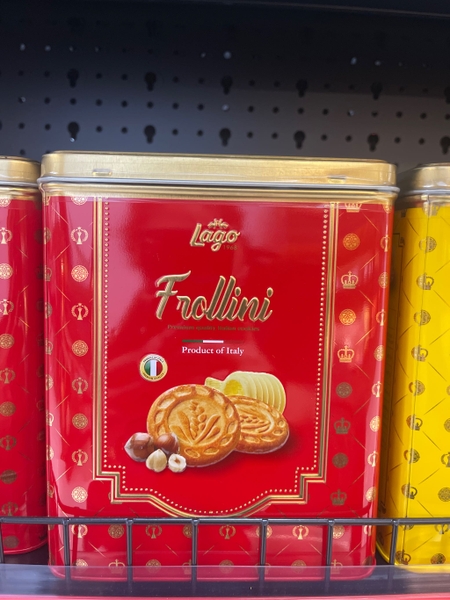 Lago
Frollini
Product of Italy